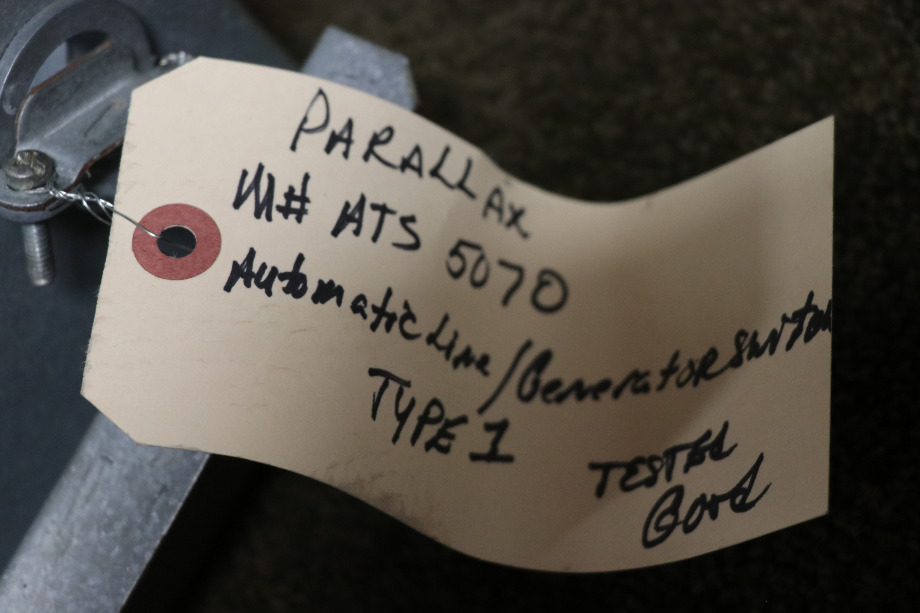 PARALLAX
M# ATS 5070
Automatic Line/Generator Switch
TYPE 1
TESTED
Good